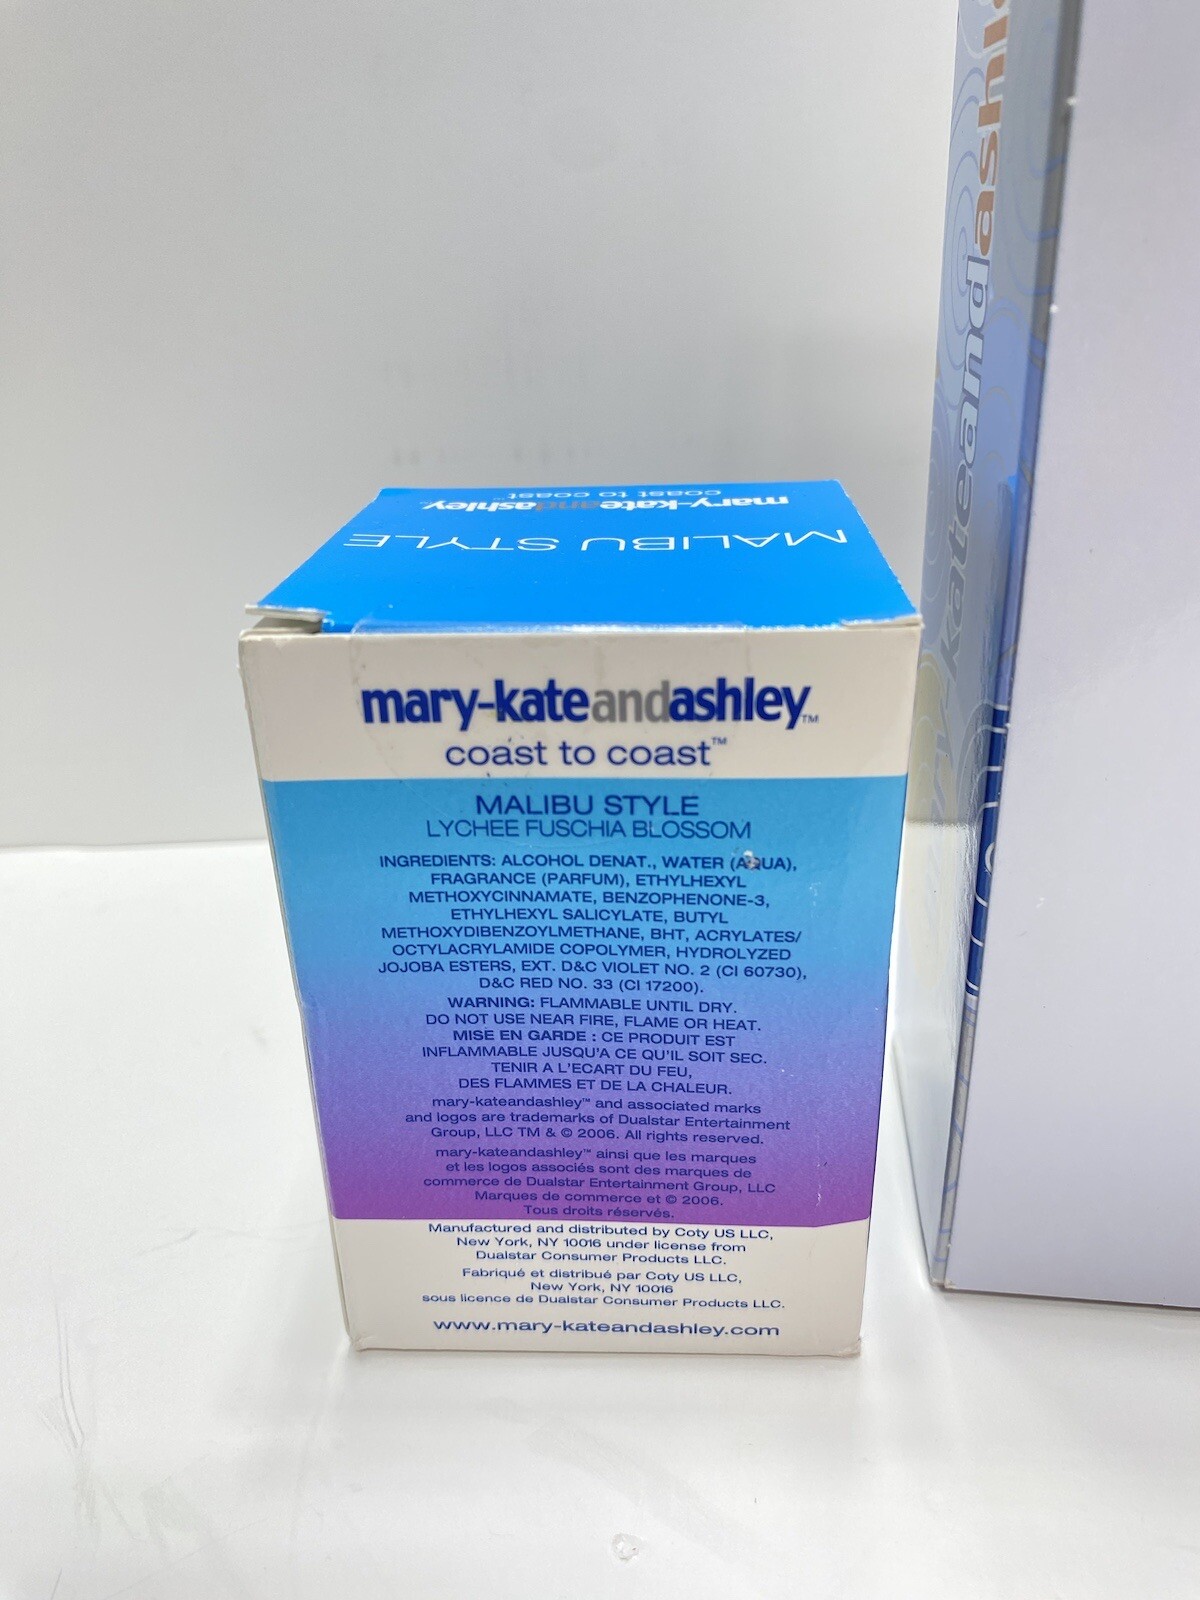 MALIBU STYLE
mary-kateandashley
coast to coast™
mary-kateandashley™
coast to coast™
MALIBU STYLE
LYCHEE FUSCHIA BLOSSOM
INGREDIENTS: ALCOHOL DENAT., WATER (AQUA),
FRAGRANCE (PARFUM), ETHYLHEXYL
METHOXYCINNAMATE, BENZOPHENONE-3,
ETHYLHEXYL SALICYLATE, BUTYL
METHOXYDIBENZOYLMETHANE, BHT, ACRYLATES/
OCTYLACRYLAMIDE COPOLYMER, HYDROLYZED
JOJOBA ESTERS, EXT. D&C VIOLET NO. 2 (CI 60730),
D&C RED NO. 33 (CI 17200).
WARNING: FLAMMABLE UNTIL DRY.
DO NOT USE NEAR FIRE, FLAME OR HEAT.
MISE EN GARDE : CE PRODUIT EST
INFLAMMABLE JUSQU'A CE QU'IL SOIT SEC.
TENIR A L'ECART DU FEU,
DES FLAMMES ET DE LA CHALEUR.
mary-kateandashley™ and associated marks
and logos are trademarks of Dualstar Entertainment
Group, LLC TM & © 2006. All rights reserved.
mary-kateandashley™ ainsi que les marques
et les logos associés sont des marques de
commerce de Dualstar Entertainment Group, LLC
Marques de commerce et © 2006.
Tous droits réservés.
Manufactured and distributed by Coty US LLC,
New York, NY 10016 under license from
Dualstar Consumer Products LLC.
Fabriqué et distribué par Coty US LLC,
New York, NY 10016
sous licence de Dualstar Consumer Products LLC.
www.mary-kateandashley.com
kateandashl